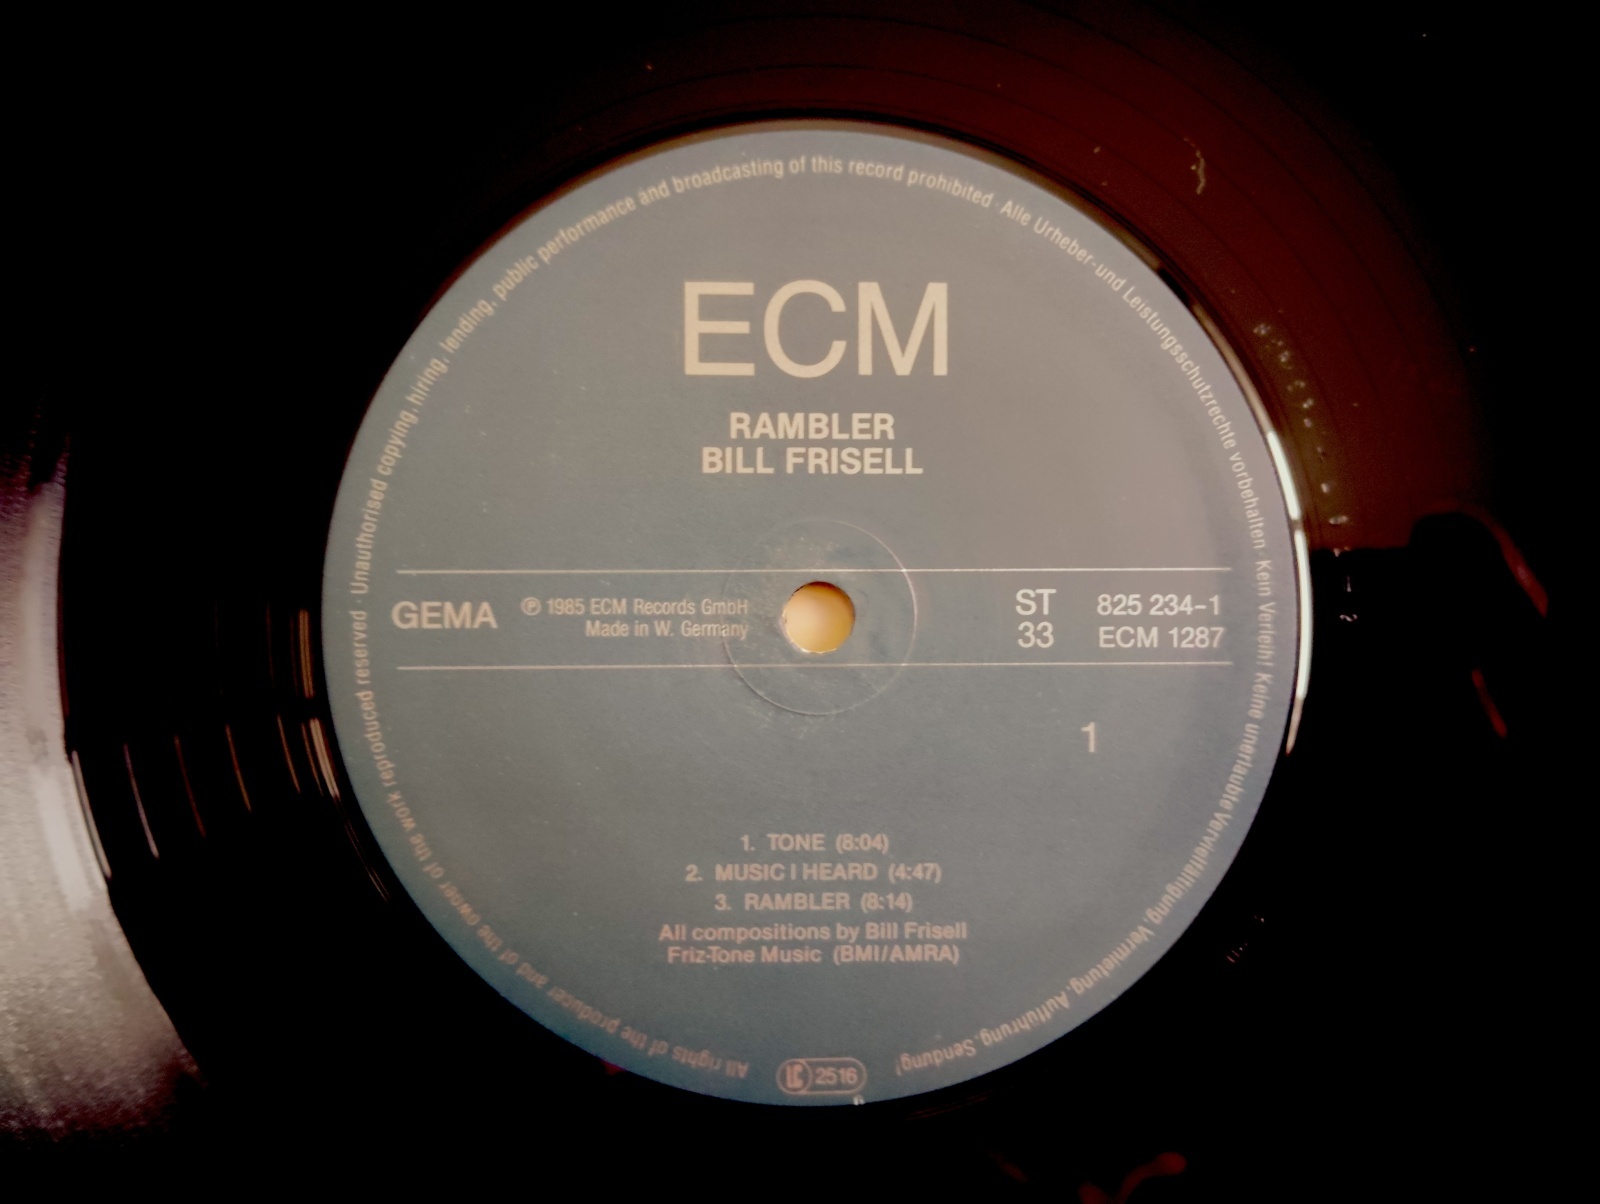 ECM
RAMBLER
BILL FRISELL
GEMA
℗ 1985 ECM Records GmbH
Made in W. Germany
ST 825 234-1
33 ECM 1287
1
1. TONE (8:04)
2. MUSIC I HEARD (4:47)
3. RAMBLER (8:14)
All compositions by Bill Frisell
Friz-Tone Music (BMI/AMRA)
LC 2516
All rights of the producer and of the owner of the work reproduced reserved · Unauthorised copying, hiring, lending, public performance and broadcasting of this record prohibited · Alle Urheber- und Leistungsschutzrechte vorbehalten · Kein Verleih! Keine unerlaubte Vervielfältigung, Vermietung, Aufführung, Sendung!